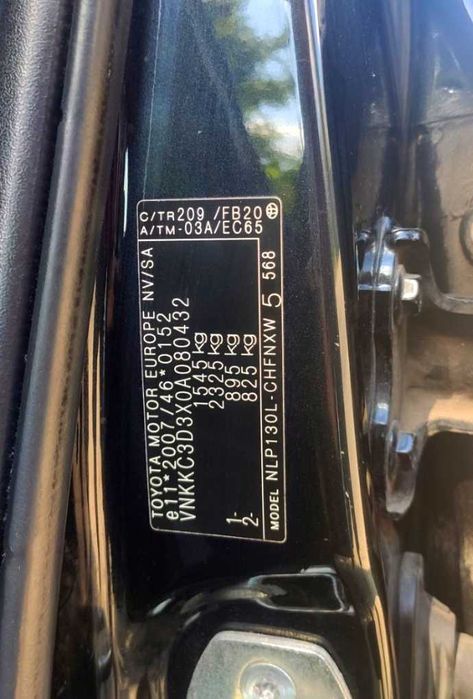 TOYOTA MOTOR EUROPE NV/SA
e11*2007/46*0152
VNKKC3D3X0A080432
1545 kg
2325 kg
1- 895 kg
2- 825 kg
MODEL NLP130L-CHFNXW 5 568
C/TR209 /FB20
A/TM-03A/EC65